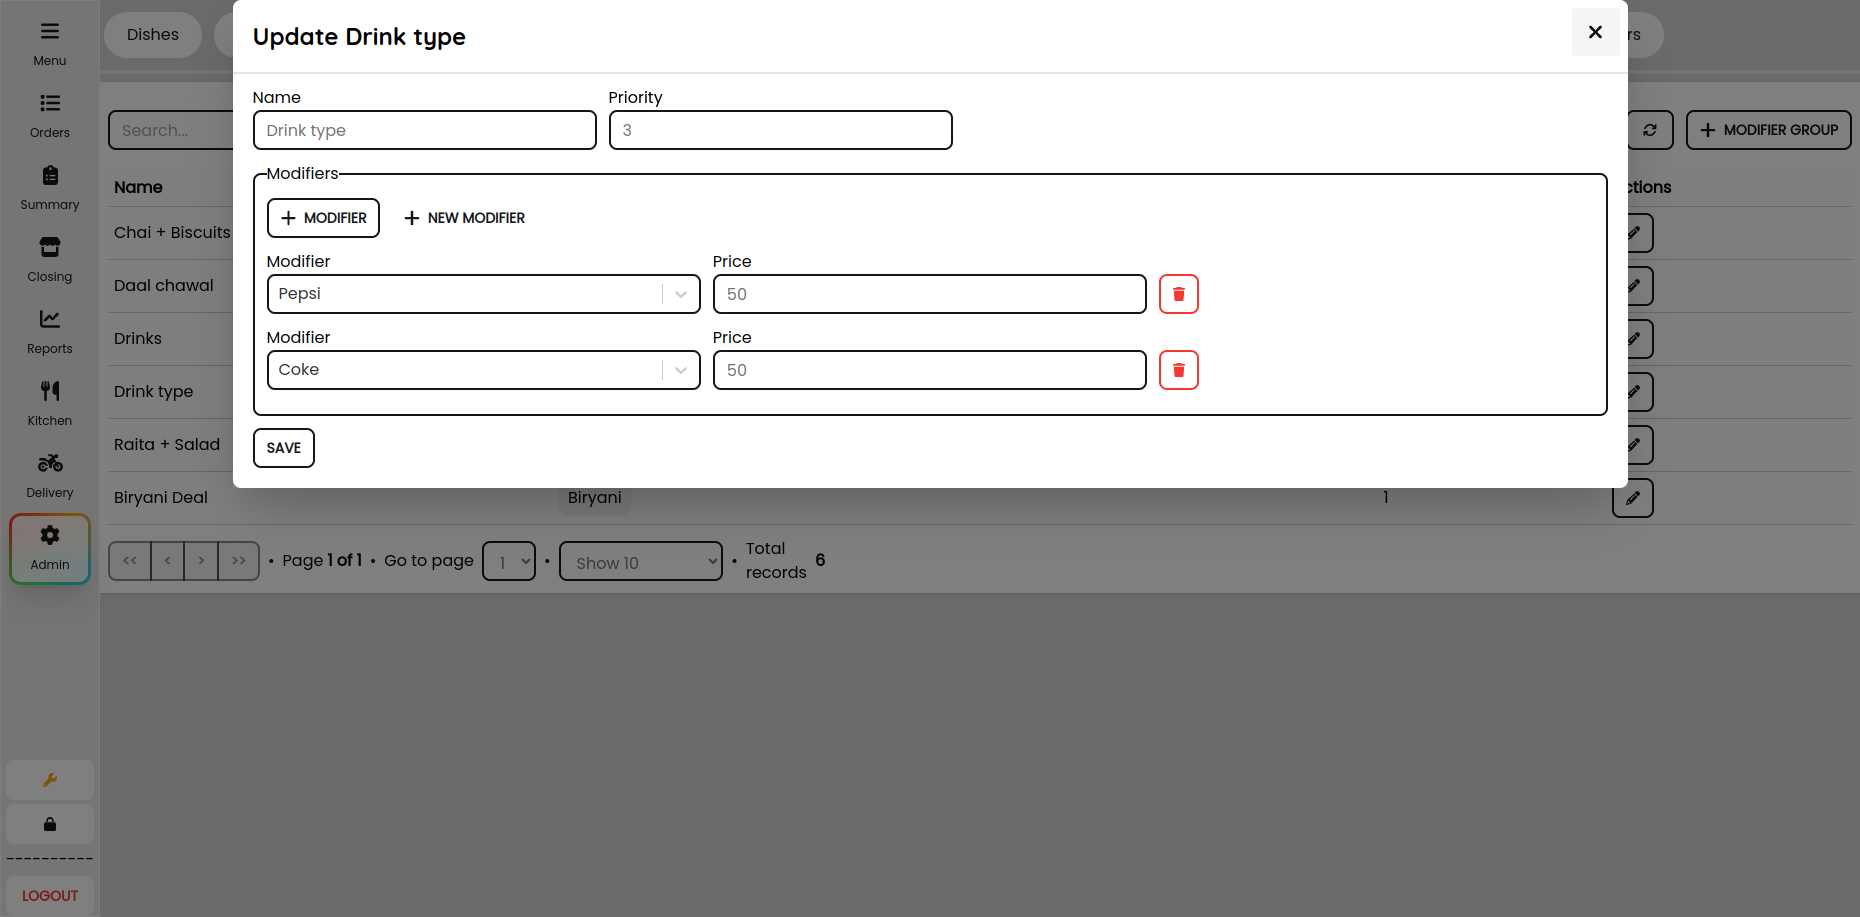 Menu
Orders
Summary
Closing
Reports
Kitchen
Delivery
Admin
LOGOUT
Dishes
rs
Update Drink type
Name
Priority
Drink type
3
Modifiers
MODIFIER
NEW MODIFIER
Modifier
Price
Pepsi
50
Modifier
Price
Coke
50
SAVE
Search...
MODIFIER GROUP
Name
ctions
Chai + Biscuits
Daal chawal
Drinks
Drink type
Raita + Salad
Biryani Deal
Biryani
1
<< < > >> • Page 1 of 1 • Go to page 1 • Show 10 • Total records 6